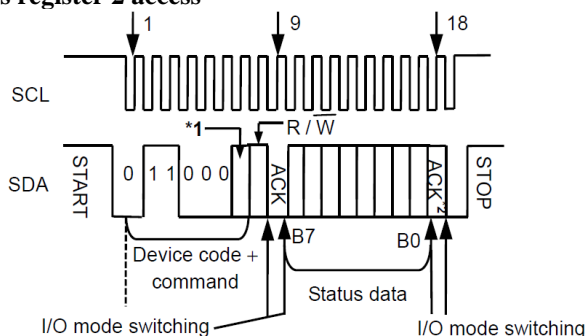 s register 2 access
1 9 18
SCL
*1 R / W
SDA START 0 1 1 0 0 0 ACK ACK*2 STOP
B7 B0
Device code +
command
Status data
I/O mode switching I/O mode switching